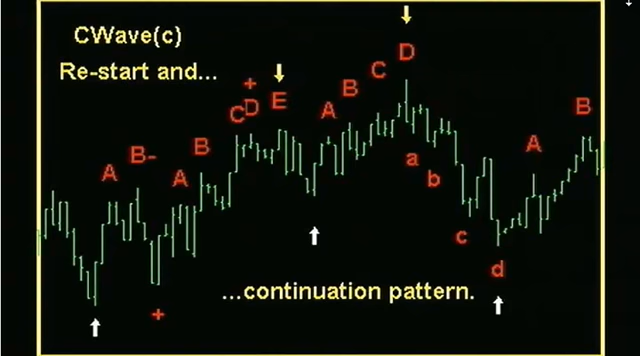 CWave(c)
Re-start and...
D
C
B
+
E
C D
A
B
B
B-
A
A
A
a
b
c
d
+
...continuation pattern.